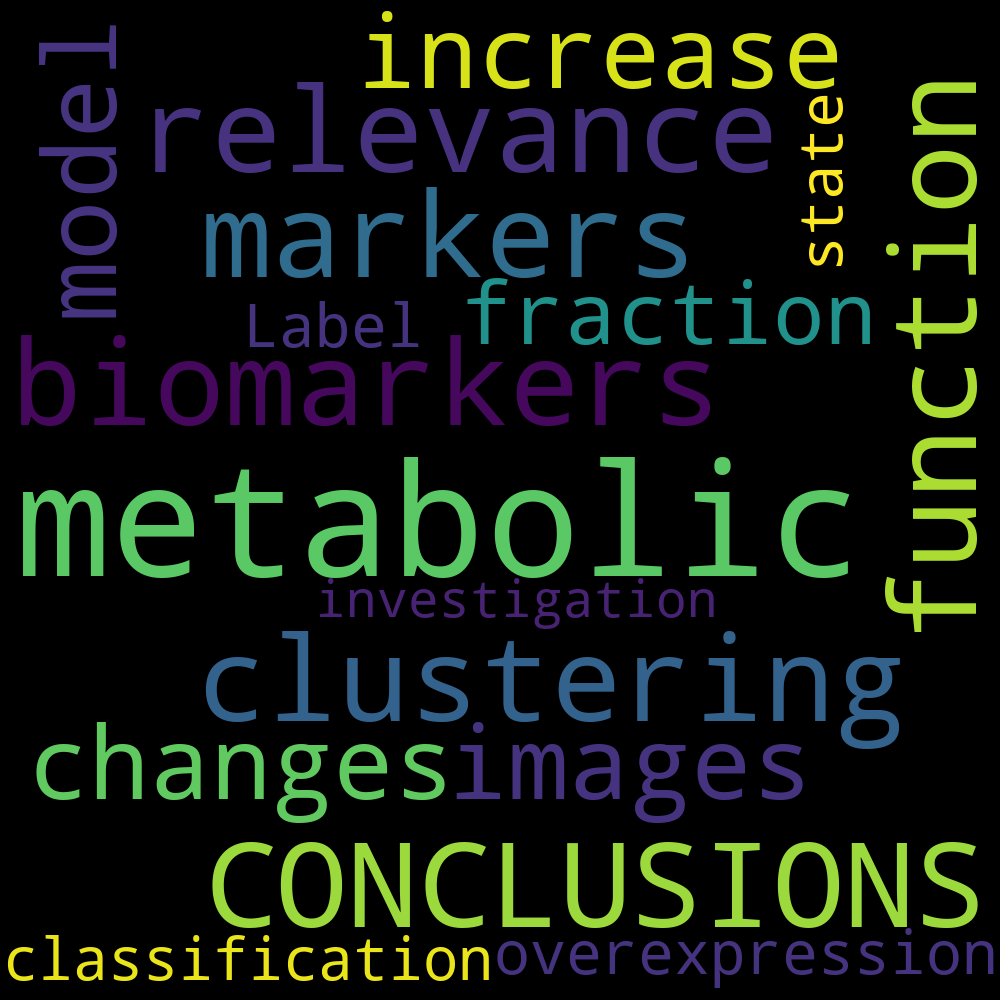 increase
model
relevance
state
function
markers
fraction
Label
biomarkers
metabolic
investigation
clustering
changes
images
CONCLUSIONS
classification
overexpression